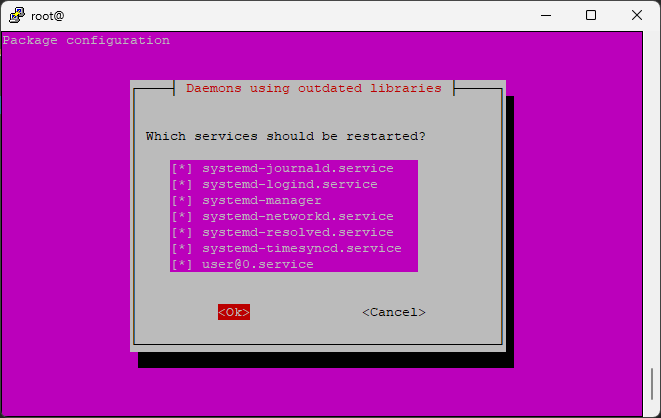 root@
Package configuration
Daemons using outdated libraries
Which services should be restarted?
[*] systemd-journald.service
[*] systemd-logind.service
[*] systemd-manager
[*] systemd-networkd.service
[*] systemd-resolved.service
[*] systemd-timesyncd.service
[*] user@0.service
<Ok> <Cancel>